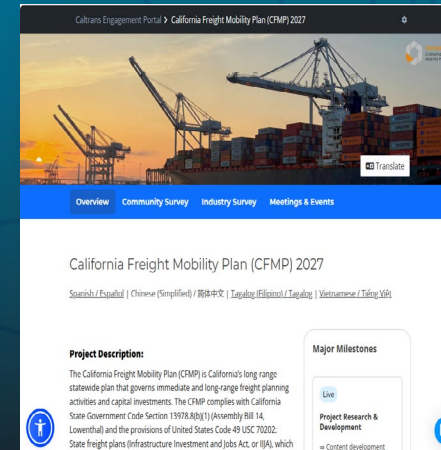 Caltrans Engagement Portal > California Freight Mobility Plan (CFMP) 2027
Translate
Overview Community Survey Industry Survey Meetings & Events
California Freight Mobility Plan (CFMP) 2027
Spanish / Español | Chinese (Simplified) / 简体中文 | Tagalog (Filipino) / Tagalog | Vietnamese / Tiếng Việt
Project Description:
The California Freight Mobility Plan (CFMP) is California's long range
statewide plan that governs immediate and long-range freight planning
activities and capital investments. The CFMP complies with California
State Government Code Section 13978.8(b)(1) (Assembly Bill 14,
Lowenthal) and the provisions of United States Code 49 USC 70202:
State freight plans (Infrastructure Investment and Jobs Act, or IIJA), which
Major Milestones
Live
Project Research &
Development
Content development